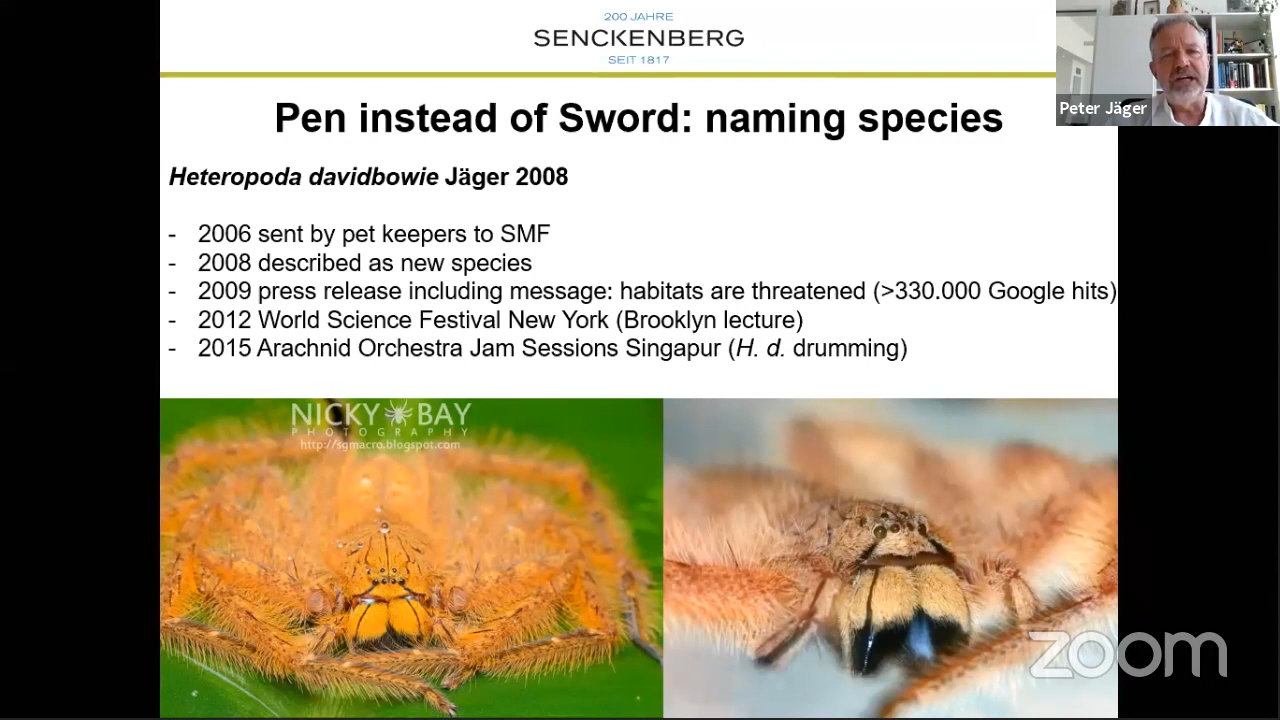 200 JAHRE
SENCKENBERG
SEIT 1817
Peter Jäger
Pen instead of Sword: naming species
Heteropoda davidbowie Jäger 2008
- 2006 sent by pet keepers to SMF
- 2008 described as new species
- 2009 press release including message: habitats are threatened (>330.000 Google hits)
- 2012 World Science Festival New York (Brooklyn lecture)
- 2015 Arachnid Orchestra Jam Sessions Singapur (H. d. drumming)
NICKY BAY
PHOTOGRAPHY
http://sgmacro.blogspot.com
zoom